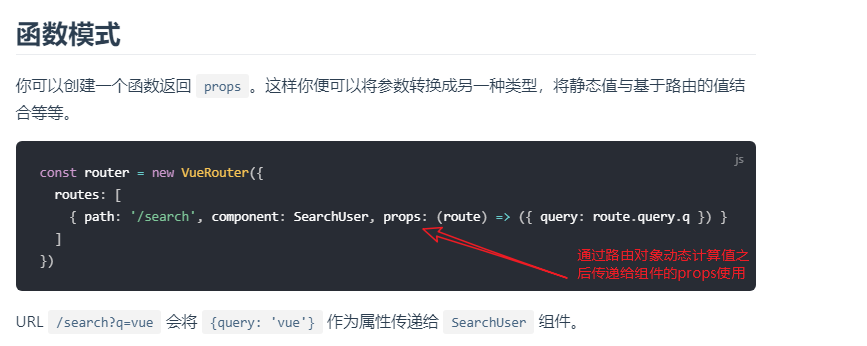 函数模式
你可以创建一个函数返回 props 。这样你便可以将参数转换成另一种类型，将静态值与基于路由的值结
合等等。
js
const router = new VueRouter({
routes: [
{ path: '/search', component: SearchUser, props: (route) => ({ query: route.query.q }) }
]
})
通过路由对象动态计算值之
后传递给组件的props使用
URL /search?q=vue 会将 {query: 'vue'} 作为属性传递给 SearchUser 组件。